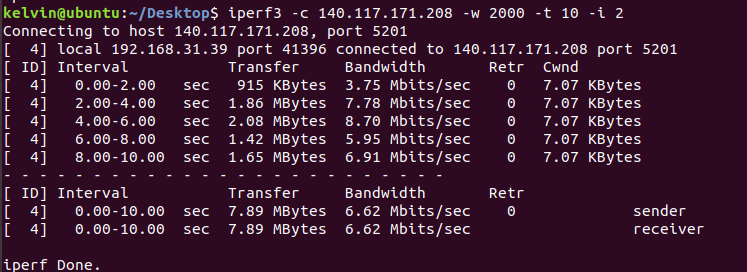 kelvin@ubuntu:~/Desktop$ iperf3 -c 140.117.171.208 -w 2000 -t 10 -i 2
Connecting to host 140.117.171.208, port 5201
[  4] local 192.168.31.39 port 41396 connected to 140.117.171.208 port 5201
[ ID] Interval           Transfer     Bandwidth       Retr  Cwnd
[  4]   0.00-2.00   sec   915 KBytes  3.75 Mbits/sec    0   7.07 KBytes
[  4]   2.00-4.00   sec  1.86 MBytes  7.78 Mbits/sec    0   7.07 KBytes
[  4]   4.00-6.00   sec  2.08 MBytes  8.70 Mbits/sec    0   7.07 KBytes
[  4]   6.00-8.00   sec  1.42 MBytes  5.95 Mbits/sec    0   7.07 KBytes
[  4]   8.00-10.00  sec  1.65 MBytes  6.91 Mbits/sec    0   7.07 KBytes
- - - - - - - - - - - - - - - - - - - - - - - - -
[ ID] Interval           Transfer     Bandwidth       Retr
[  4]   0.00-10.00  sec  7.89 MBytes  6.62 Mbits/sec    0             sender
[  4]   0.00-10.00  sec  7.89 MBytes  6.62 Mbits/sec                  receiver
iperf Done.